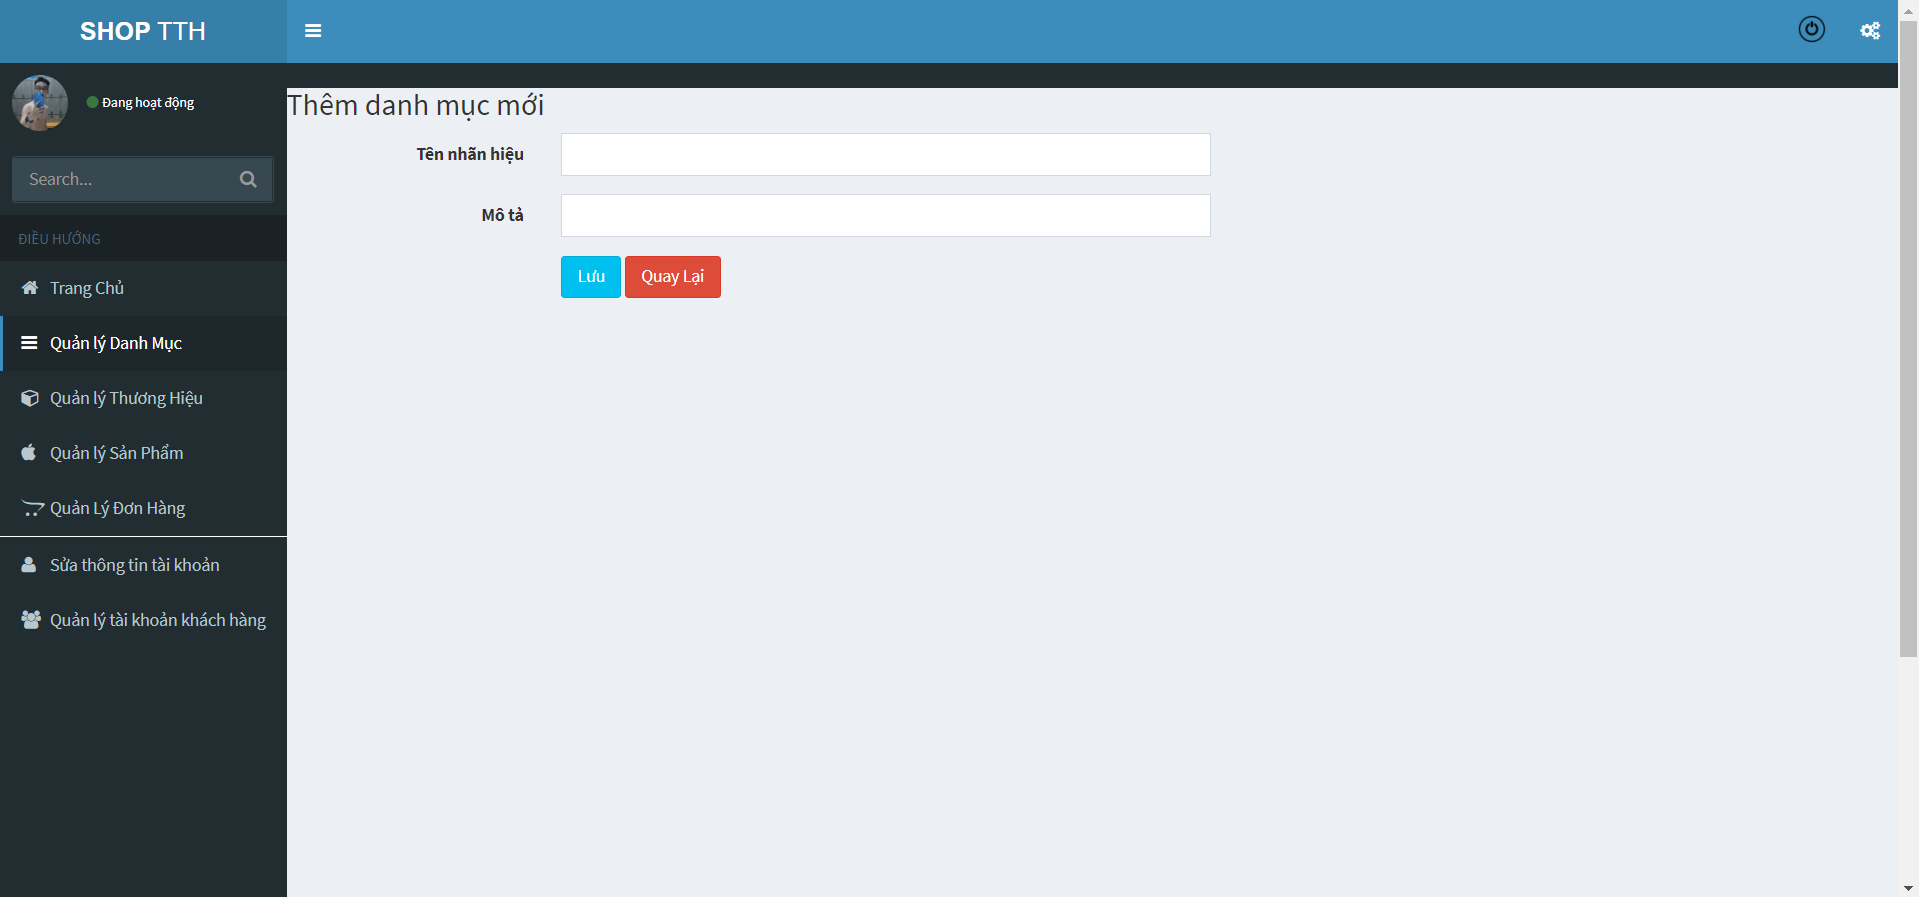 SHOP TTH
Đang hoạt động
Search...
ĐIỀU HƯỚNG
Trang Chủ
Quản lý Danh Mục
Quản lý Thương Hiệu
Quản lý Sản Phẩm
Quản Lý Đơn Hàng
Sửa thông tin tài khoản
Quản lý tài khoản khách hàng
Thêm danh mục mới
Tên nhãn hiệu
Mô tả
Lưu Quay Lại